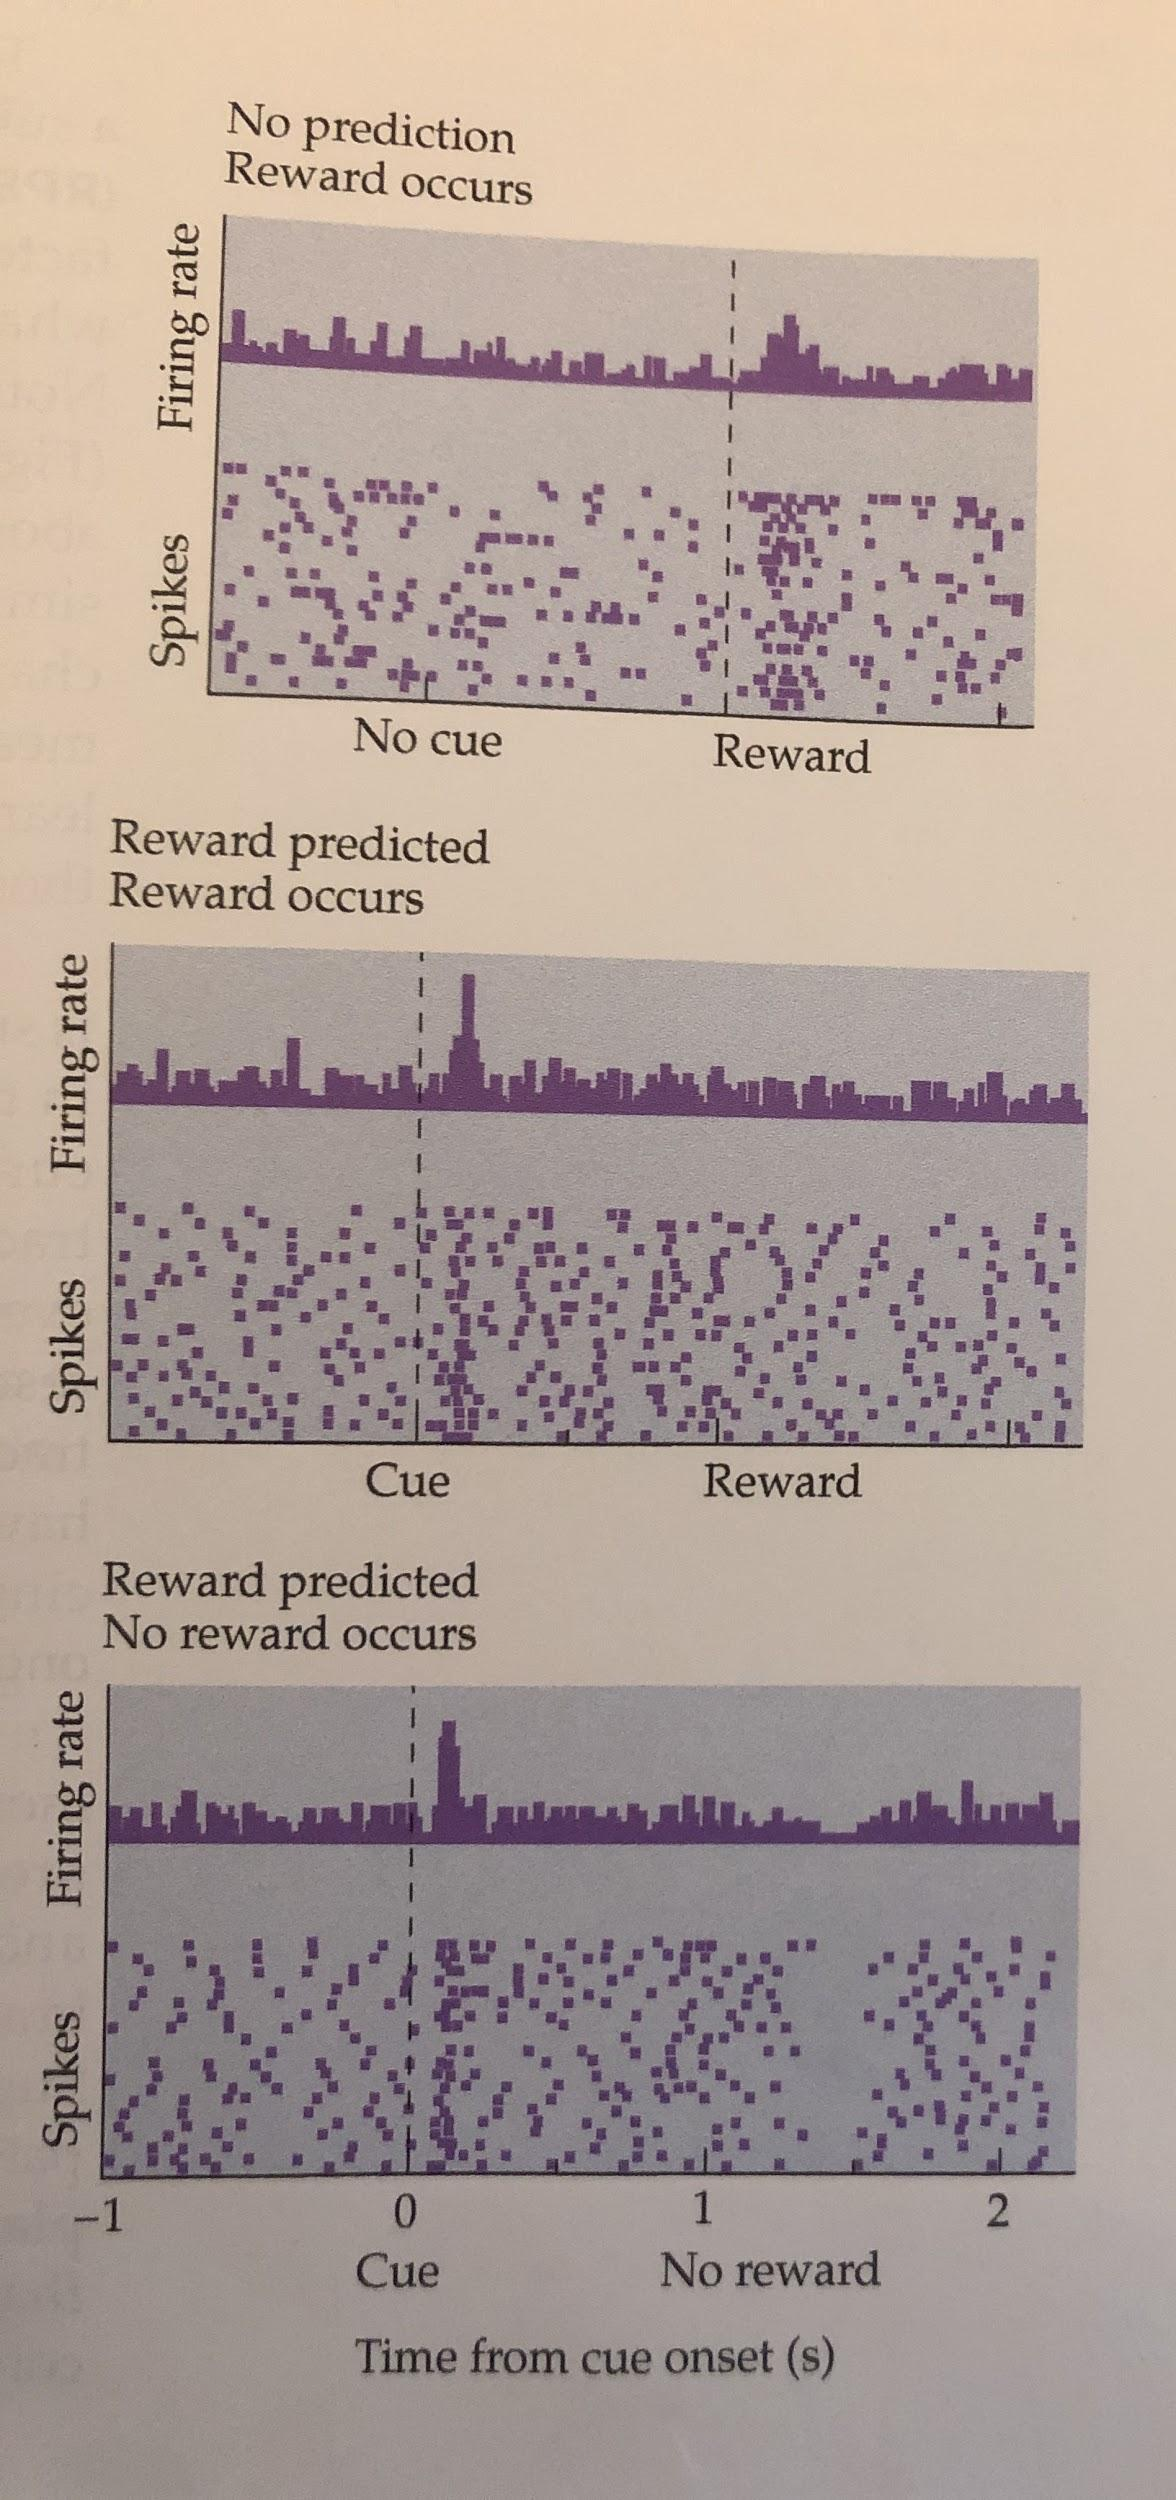 No prediction
Reward occurs
Firing rate
Spikes
No cue
Reward
Reward predicted
Reward occurs
Firing rate
Spikes
Cue
Reward
Reward predicted
No reward occurs
Firing rate
Spikes
–1
0
1
2
Cue
No reward
Time from cue onset (s)